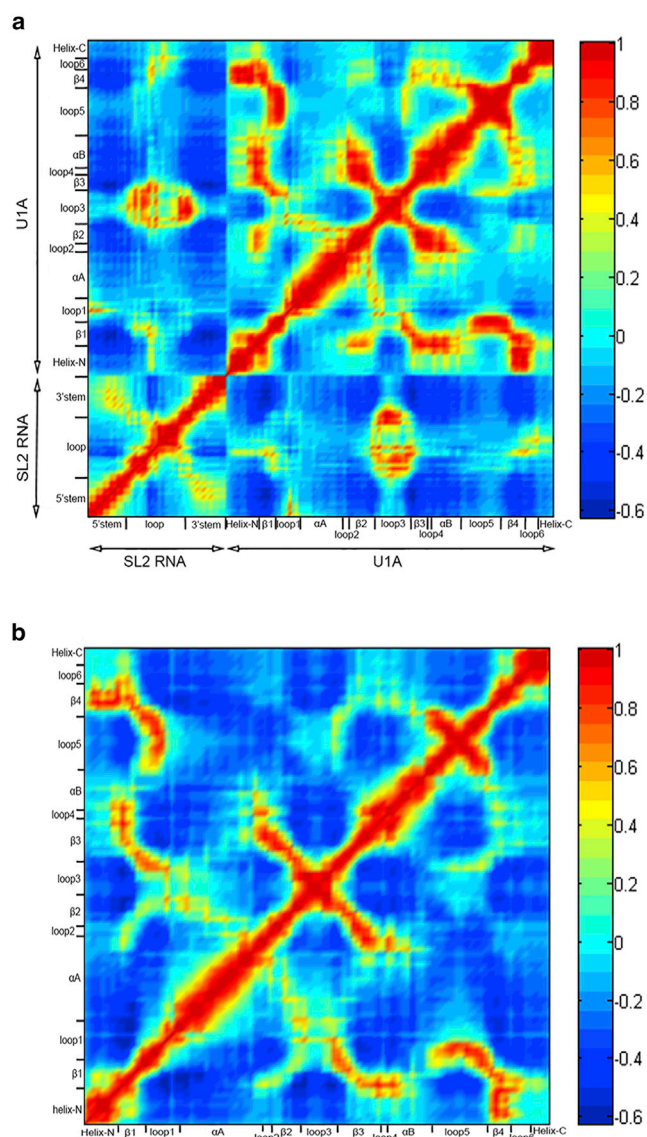 a
Helix-C
loop6
β4
loop5
αB
loop4
β3
loop3
β2
loop2
αA
loop1
β1
Helix-N
3'stem
loop
5'stem
U1A
SL2 RNA
5'stem loop 3'stem Helix-N β1 loop1 αA β2 loop3 β3 αB loop5 β4 Helix-C
loop2 loop4 loop6
SL2 RNA U1A
1
0.8
0.6
0.4
0.2
0
-0.2
-0.4
-0.6
b
Helix-C
loop6
β4
loop5
αB
loop4
β3
loop3
β2
loop2
αA
loop1
β1
helix-N
Helix-N β1 loop1 αA β2 loop3 β3 αB loop5 β4 Helix-C
1
0.8
0.6
0.4
0.2
0
-0.2
-0.4
-0.6